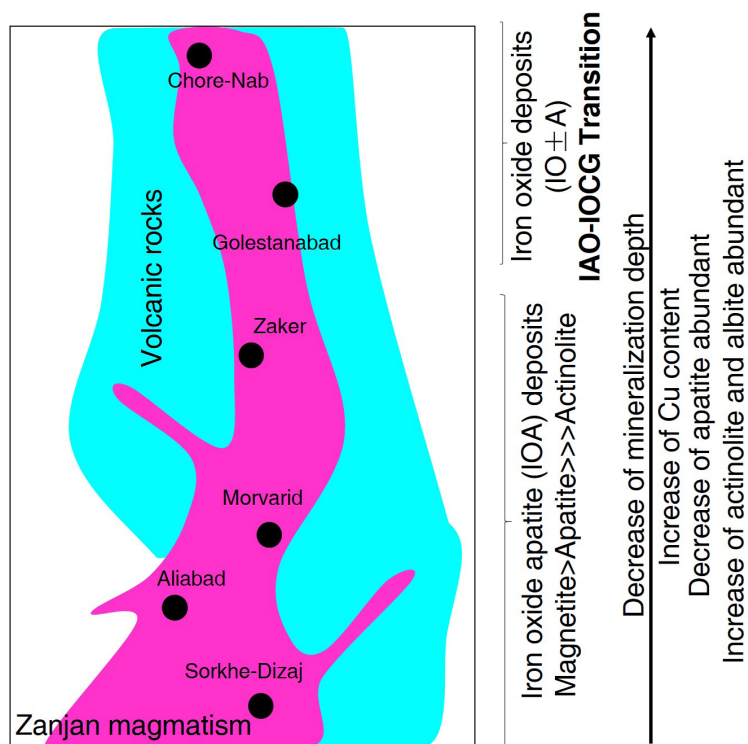 Chore-Nab
Golestanabad
Volcanic rocks
Zaker
Morvarid
Aliabad
Sorkhe-Dizaj
Zanjan magmatism
Iron oxide deposits
(IO±A)
IAO-IOCG Transition
Iron oxide apatite (IOA) deposits
Magnetite>Apatite>>>Actinolite
Decrease of mineralization depth
Increase of Cu content
Decrease of apatite abundant
Increase of actinolite and albite abundant